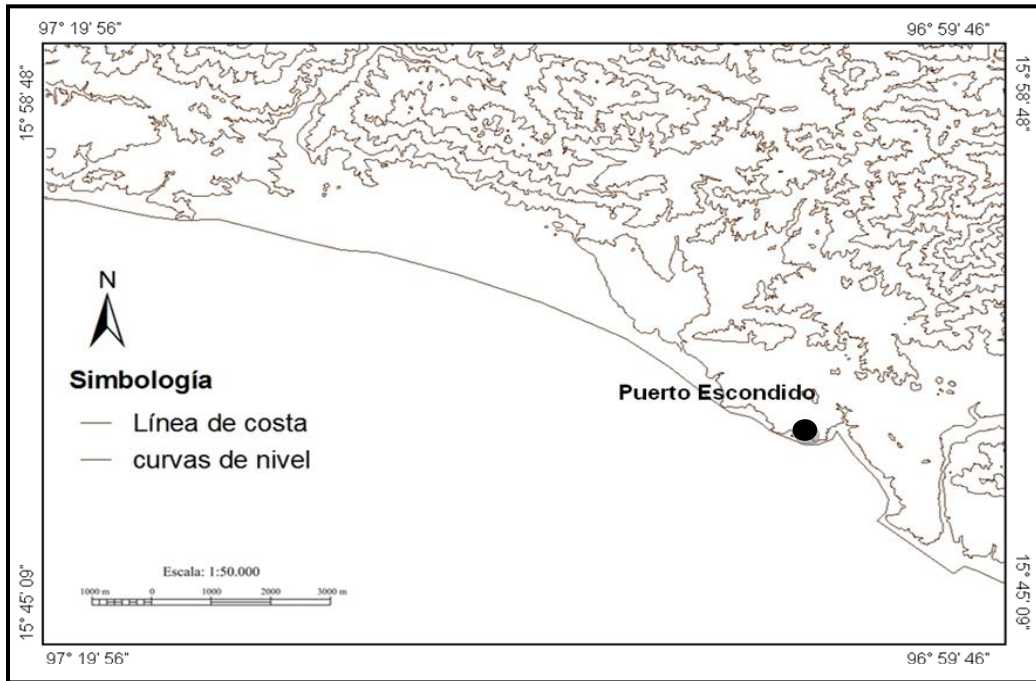 97° 19' 56"
96° 59' 46"
15° 58' 48"
15° 58' 48"
N
Simbología
Línea de costa
curvas de nivel
Puerto Escondido
Escala: 1:50.000
1000 m 0 1000 2000 3000 m
15° 45' 09"
15° 45' 09"
97° 19' 56"
96° 59' 46"